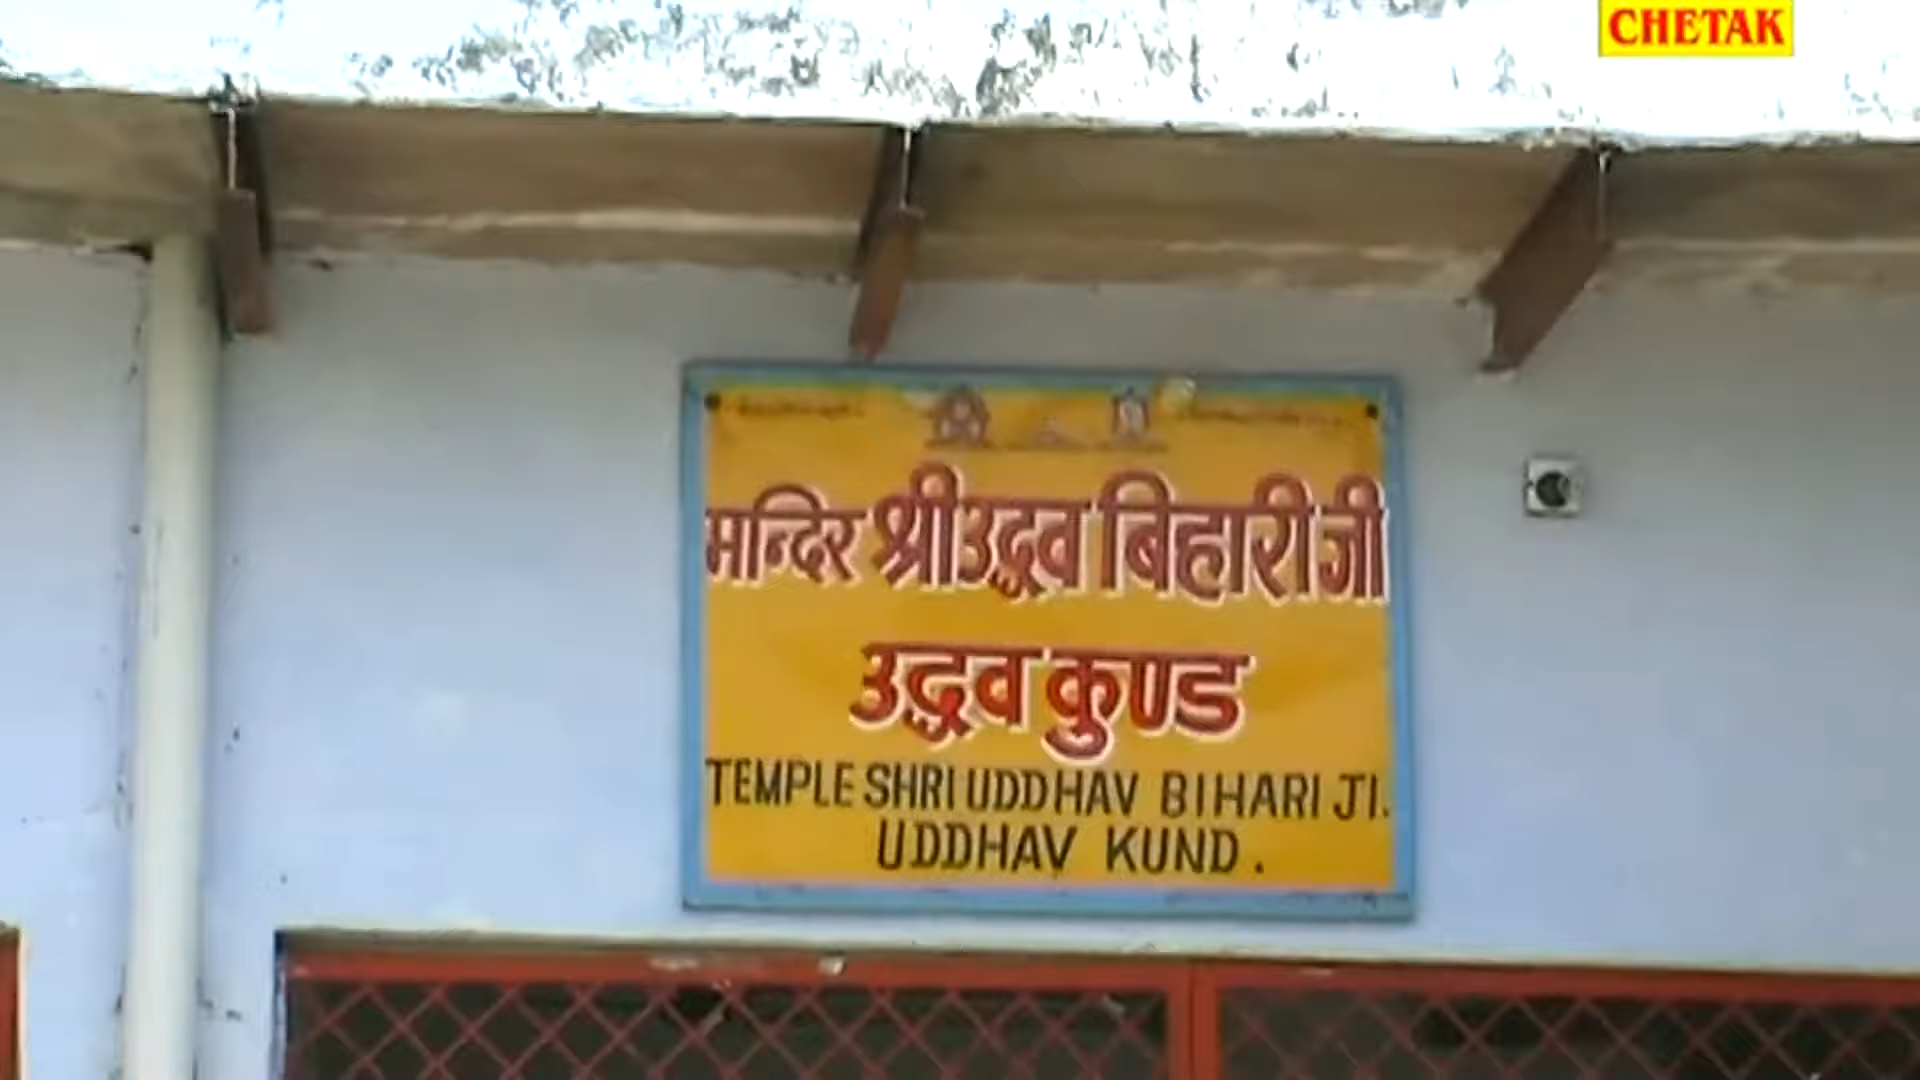 CHETAK
मन्दिर श्री उद्धव बिहारी जी
उद्धव कुण्ड
TEMPLE SHRI UDDHAV BIHARI JI.
UDDHAV KUND.